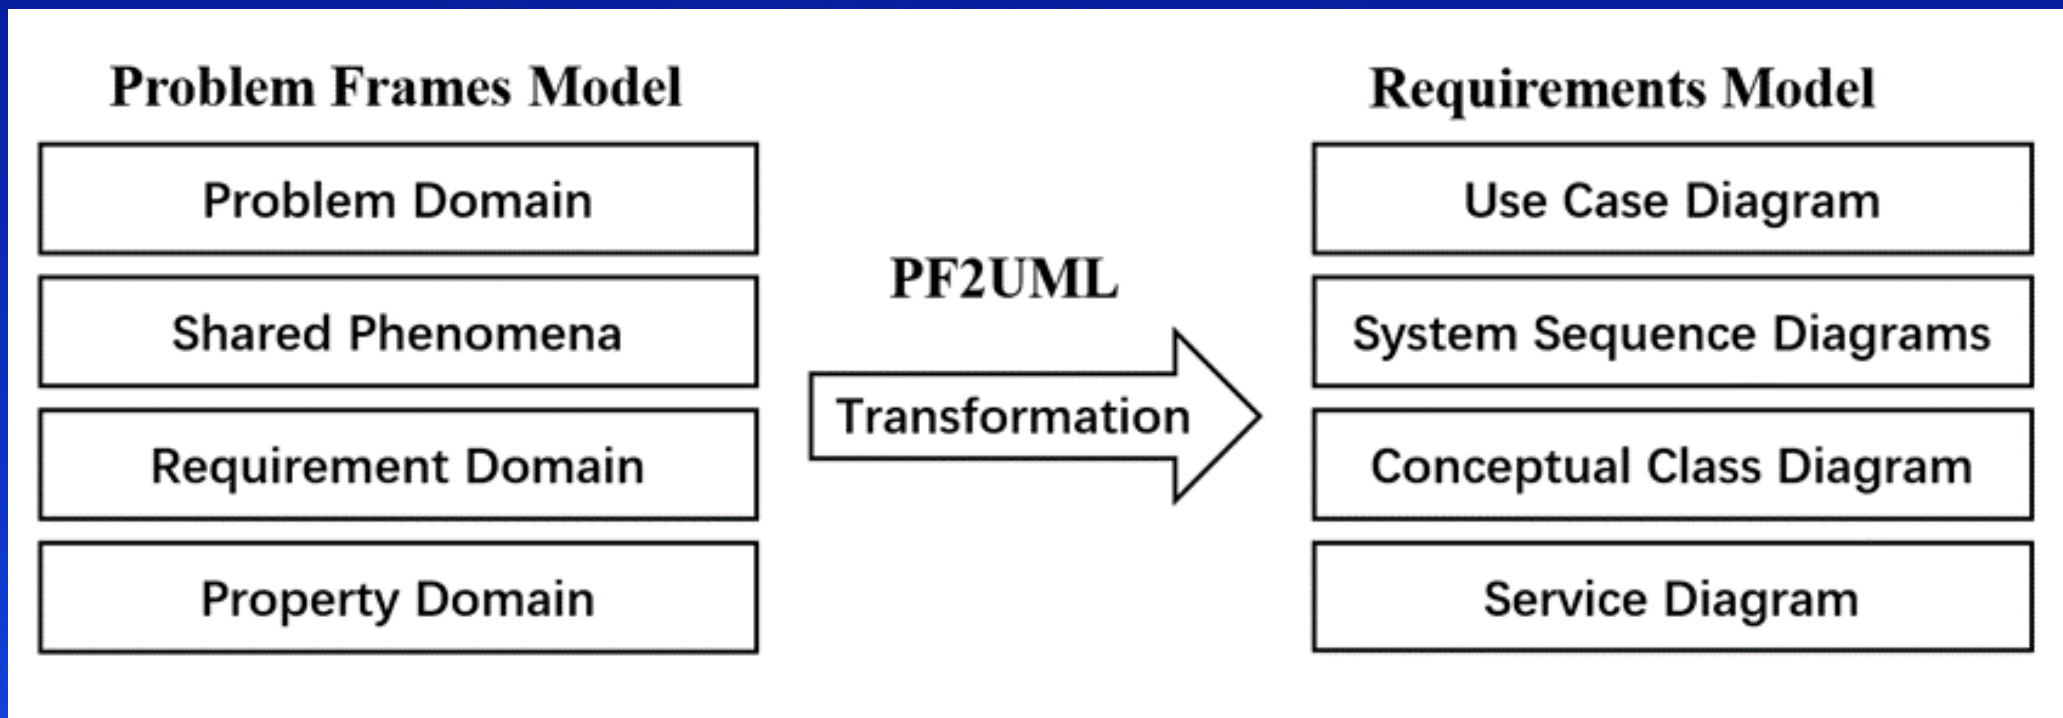 Problem Frames Model
Problem Domain
Shared Phenomena
Requirement Domain
Property Domain
PF2UML
Transformation
Requirements Model
Use Case Diagram
System Sequence Diagrams
Conceptual Class Diagram
Service Diagram